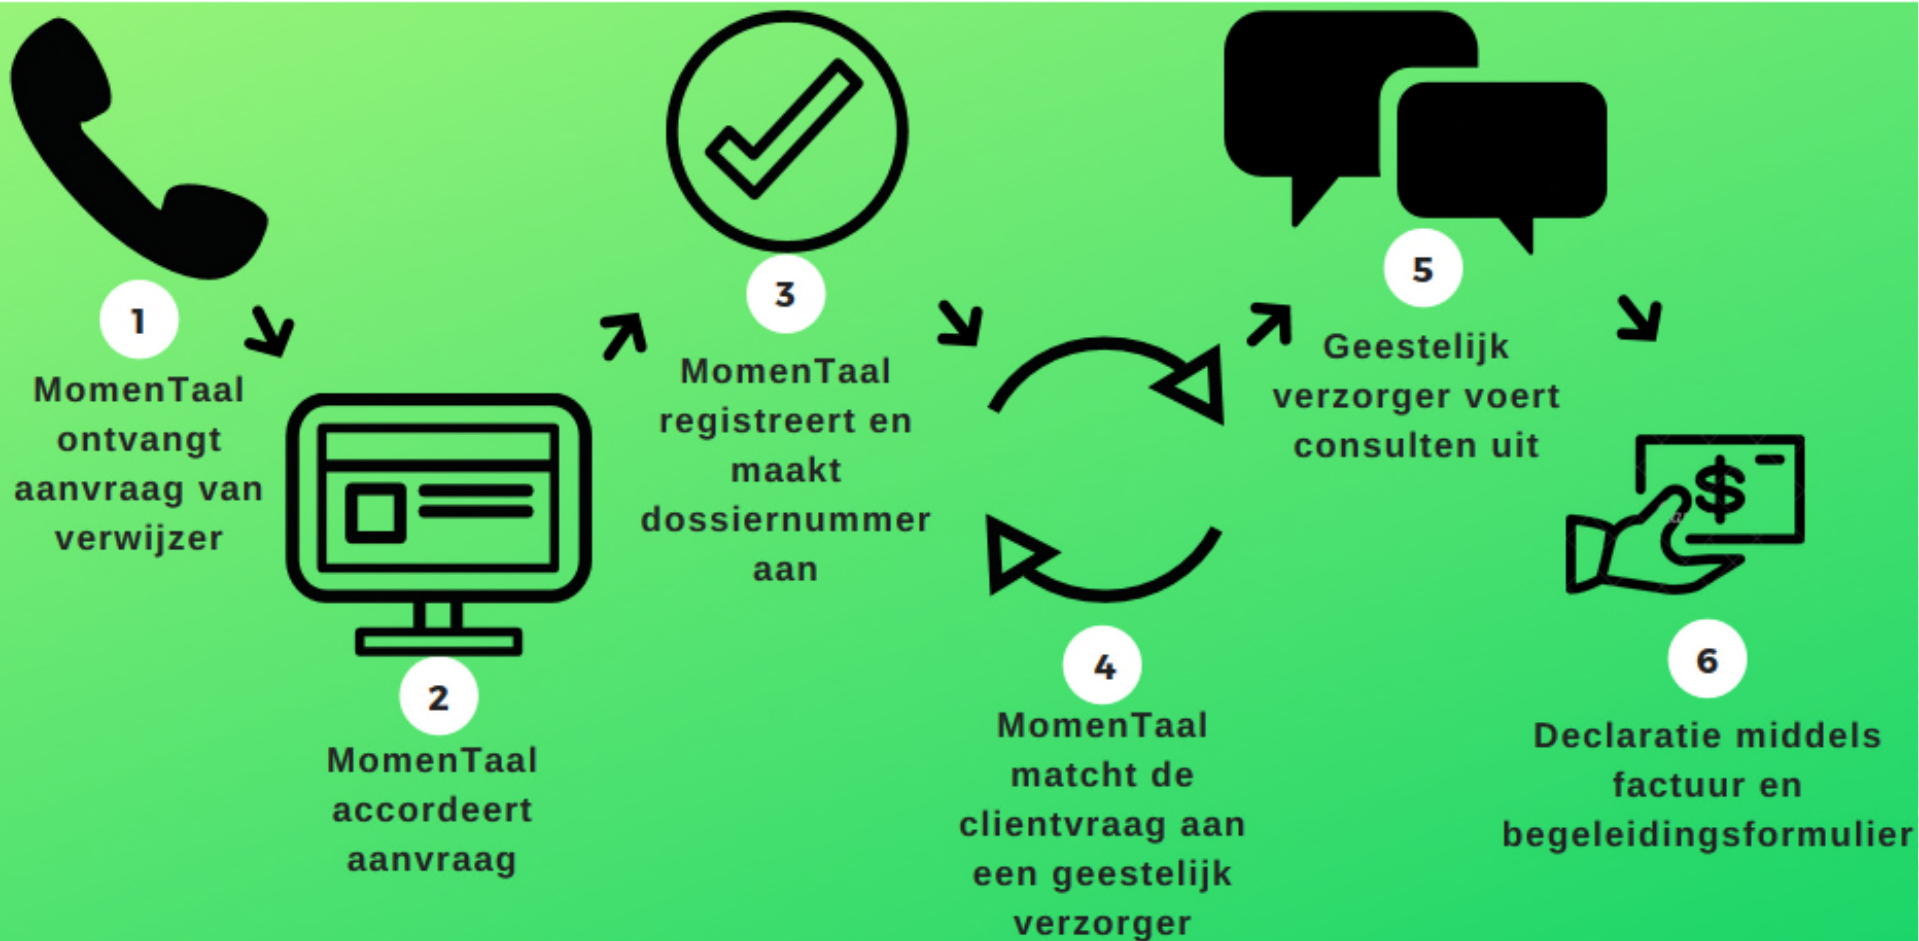 1
MomenTaal
ontvangt
aanvraag van
verwijzer
2
MomenTaal
accordeert
aanvraag
3
MomenTaal
registreert en
maakt
dossiernummer
aan
4
MomenTaal
matcht de
clientvraag aan
een geestelijk
verzorger
5
Geestelijk
verzorger voert
consulten uit
$
6
Declaratie middels
factuur en
begeleidingsformulier